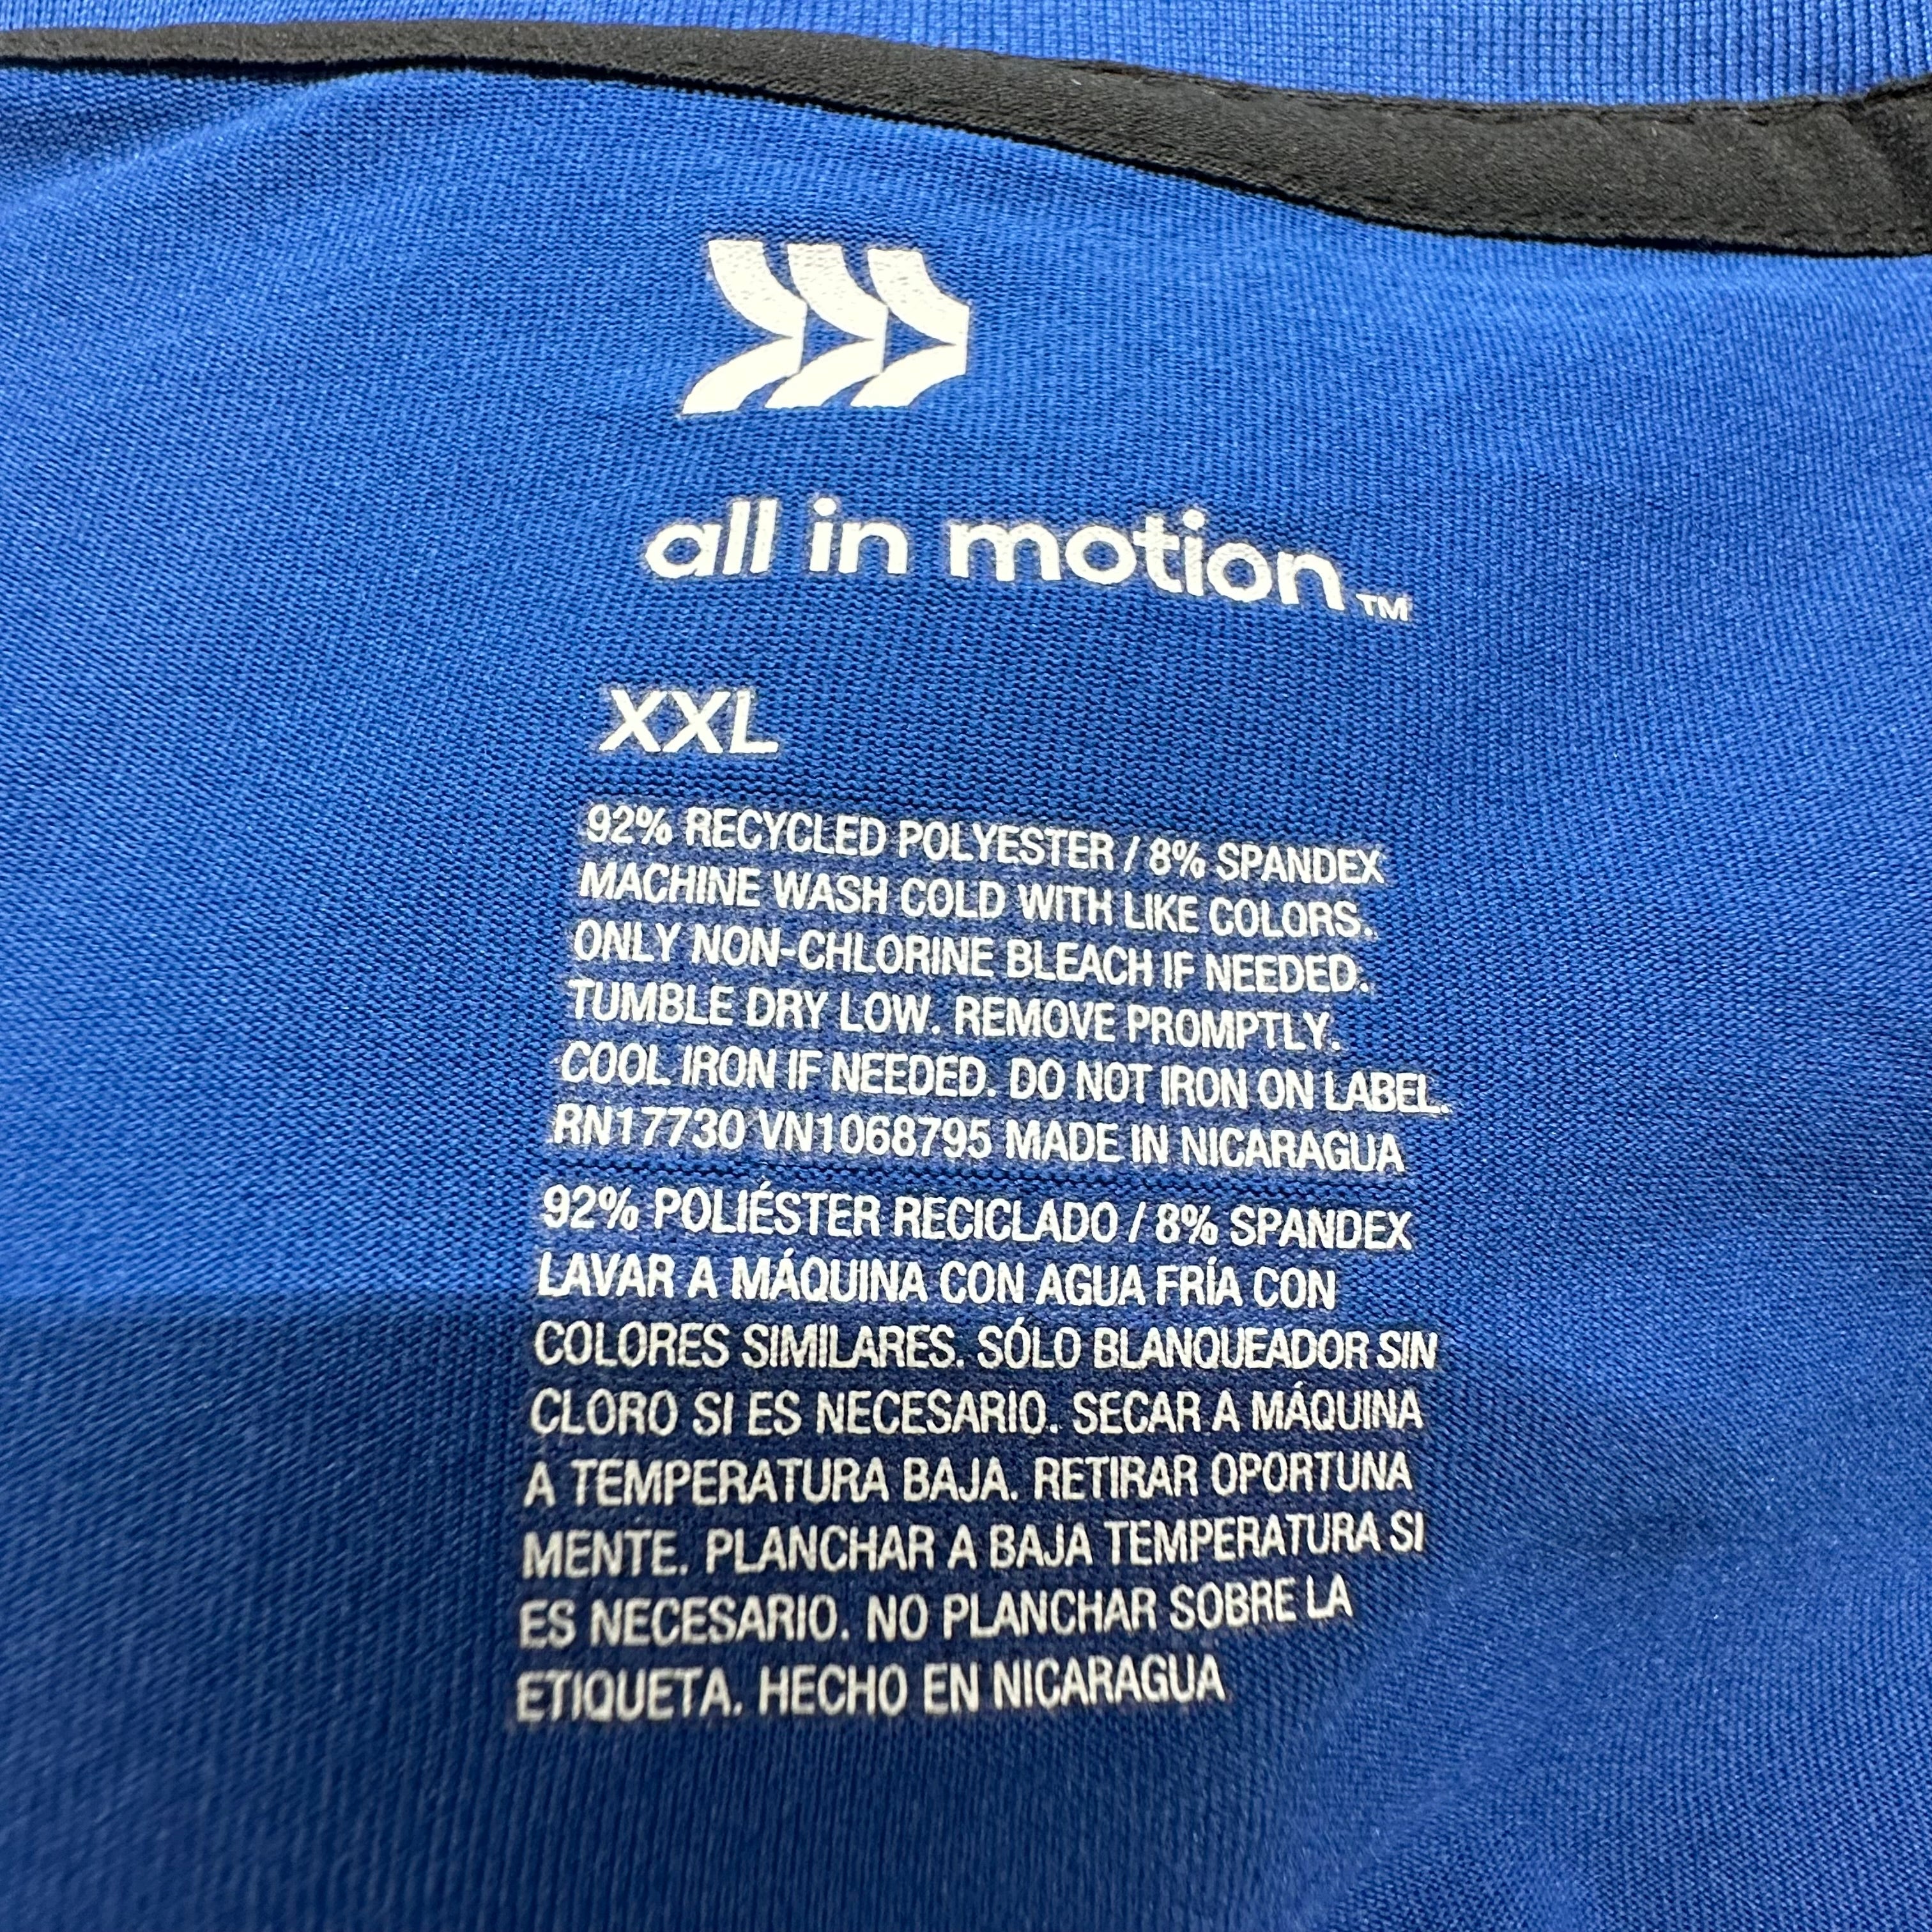 all in motion™
XXL
92% RECYCLED POLYESTER / 8% SPANDEX
MACHINE WASH COLD WITH LIKE COLORS.
ONLY NON-CHLORINE BLEACH IF NEEDED.
TUMBLE DRY LOW. REMOVE PROMPTLY.
COOL IRON IF NEEDED. DO NOT IRON ON LABEL.
RN17730 VN1068795 MADE IN NICARAGUA
92% POLIÉSTER RECICLADO / 8% SPANDEX
LAVAR A MÁQUINA CON AGUA FRÍA CON
COLORES SIMILARES. SÓLO BLANQUEADOR SIN
CLORO SI ES NECESARIO. SECAR A MÁQUINA
A TEMPERATURA BAJA. RETIRAR OPORTUNA
MENTE. PLANCHAR A BAJA TEMPERATURA SI
ES NECESARIO. NO PLANCHAR SOBRE LA
ETIQUETA. HECHO EN NICARAGUA